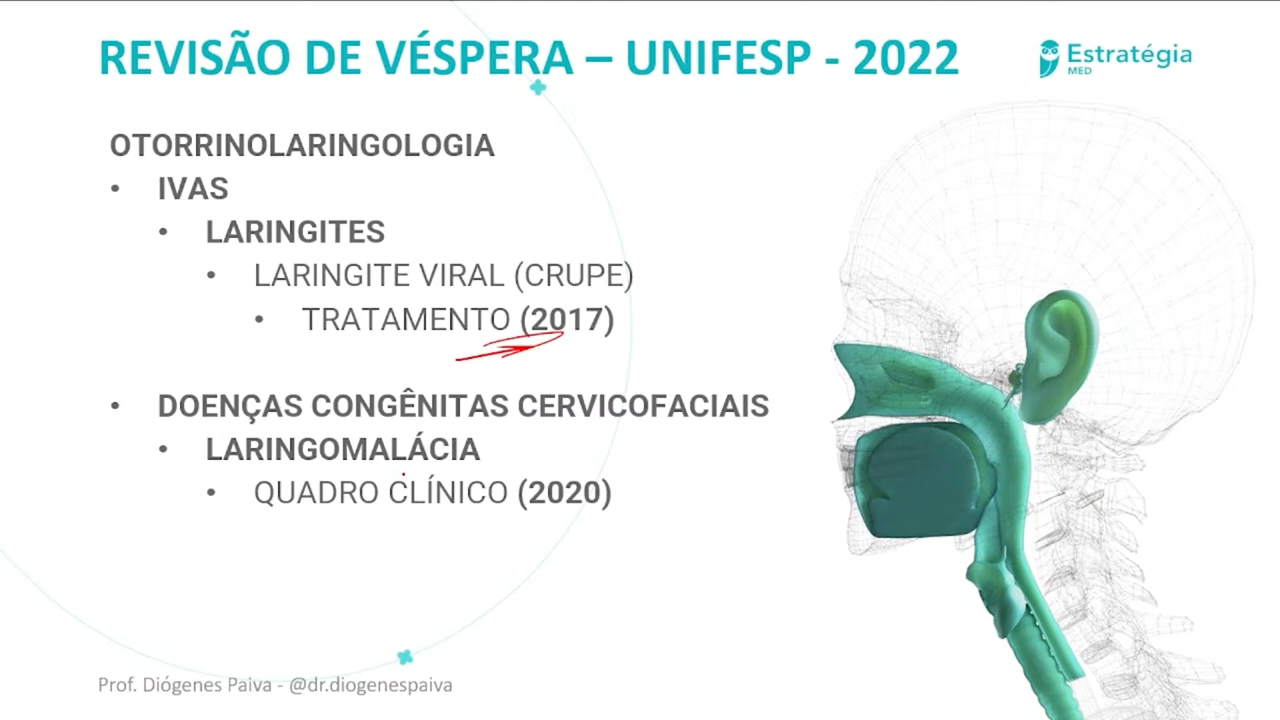 REVISÃO DE VÉSPERA – UNIFESP - 2022
Estratégia
MED
OTORRINOLARINGOLOGIA
• IVAS
• LARINGITES
• LARINGITE VIRAL (CRUPE)
• TRATAMENTO (2017)
• DOENÇAS CONGÊNITAS CERVICOFACIAIS
• LARINGOMALÁCIA
• QUADRO CLÍNICO (2020)
Prof. Diógenes Paiva - @dr.diogenespaiva